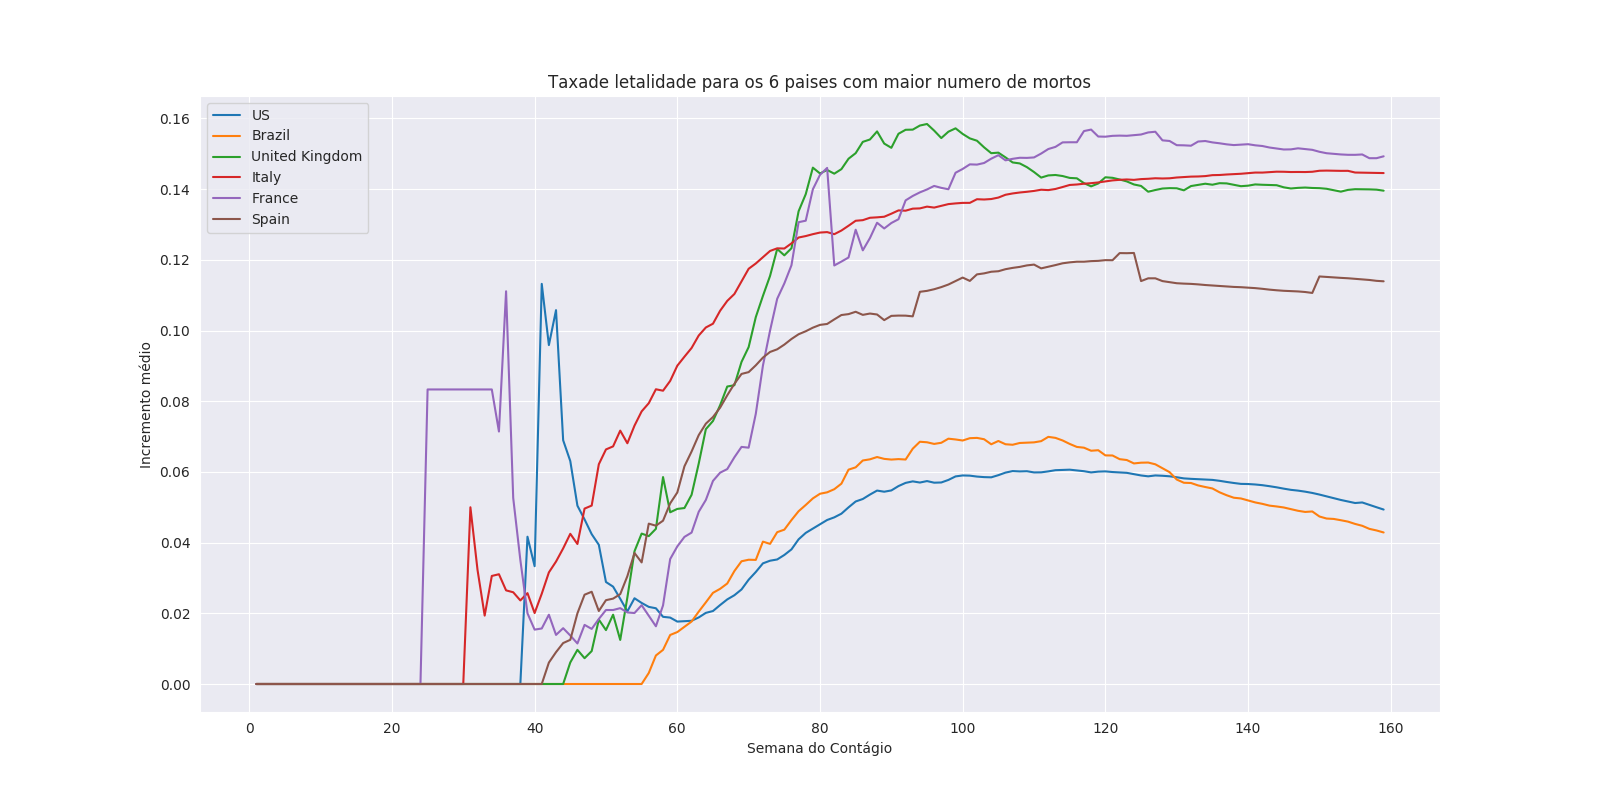 Taxade letalidade para os 6 paises com maior numero de mortos
US
Brazil
United Kingdom
Italy
France
Spain
Incremento médio
0.16
0.14
0.12
0.10
0.08
0.06
0.04
0.02
0.00
0 20 40 60 80 100 120 140 160
Semana do Contágio